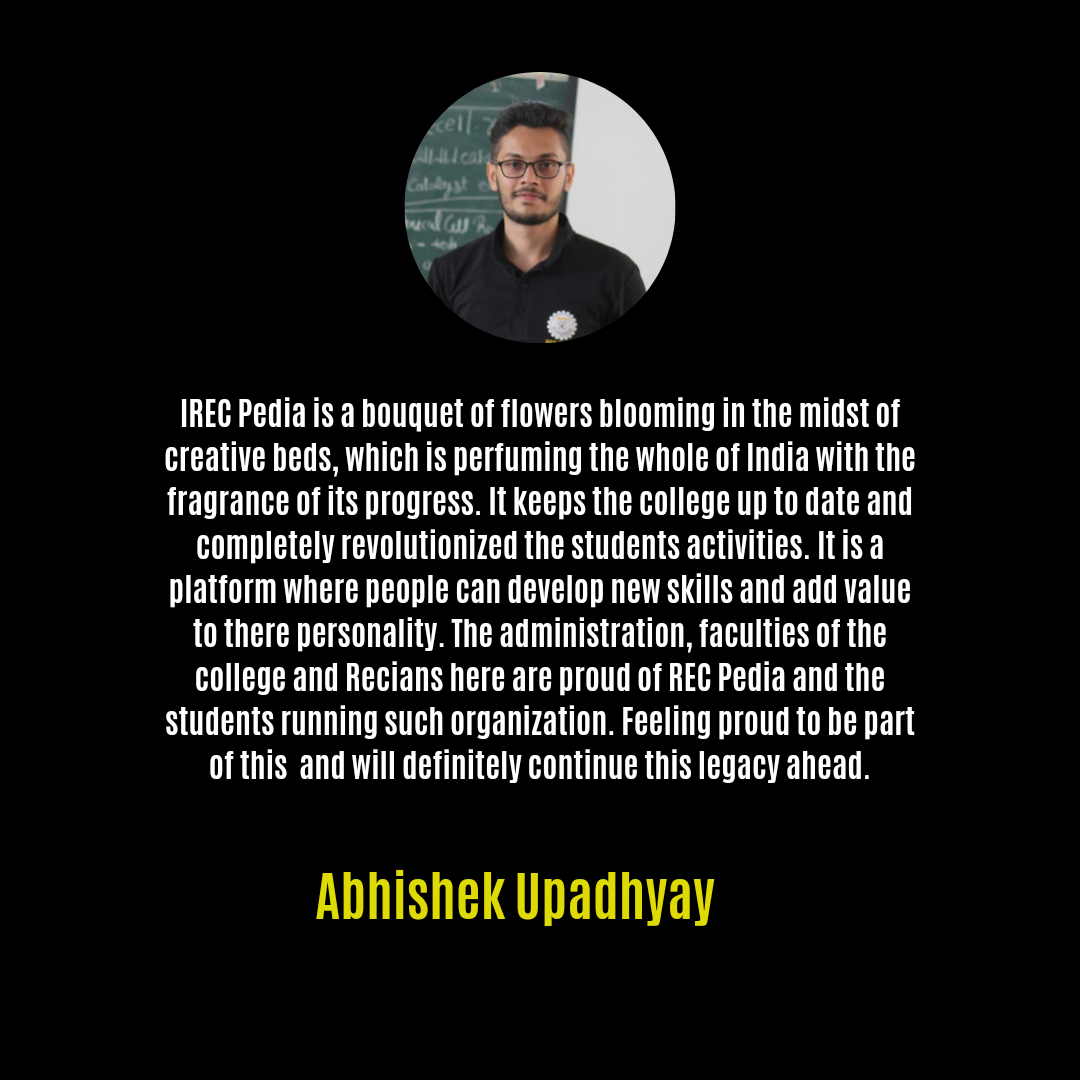 IREC Pedia is a bouquet of flowers blooming in the midst of
creative beds, which is perfuming the whole of India with the
fragrance of its progress. It keeps the college up to date and
completely revolutionized the students activities. It is a
platform where people can develop new skills and add value
to there personality. The administration, faculties of the
college and Recians here are proud of REC Pedia and the
students running such organization. Feeling proud to be part
of this  and will definitely continue this legacy ahead.
Abhishek Upadhyay